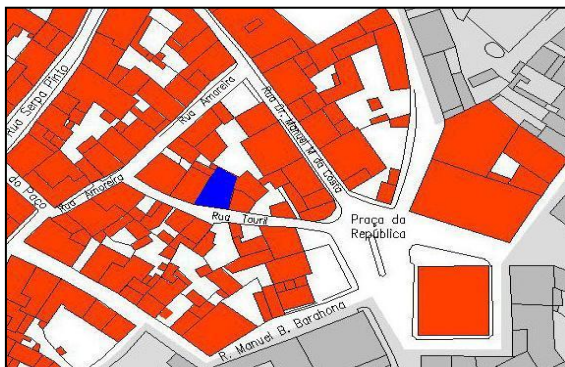 Rua Serpa Pinto
Rua Amoreira
Rua Dr. Manuel M. da Costa
do Paço
Rua Amoreira
Rua Touril
Praça da
República
R. Manuel B. Barahona